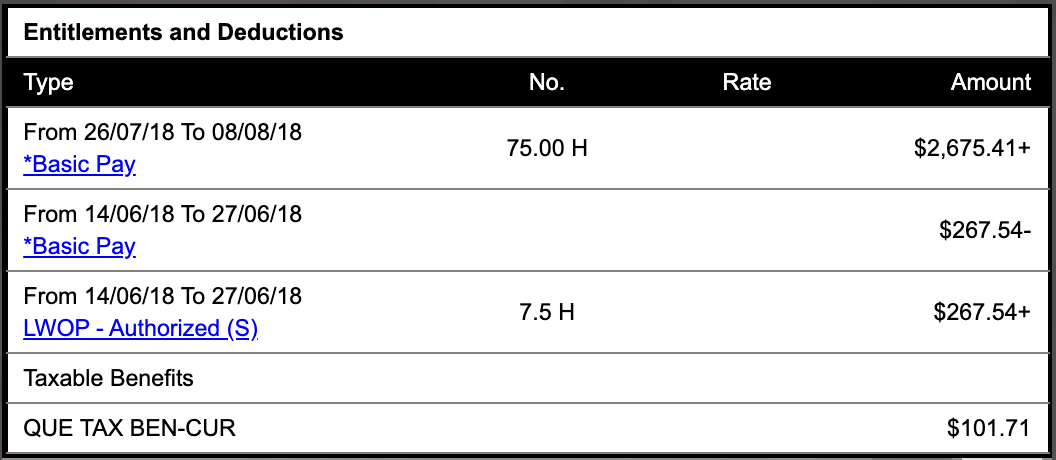 Entitlements and Deductions
Type No. Rate Amount
From 26/07/18 To 08/08/18
*Basic Pay 75.00 H $2,675.41+
From 14/06/18 To 27/06/18
*Basic Pay $267.54-
From 14/06/18 To 27/06/18
LWOP - Authorized (S) 7.5 H $267.54+
Taxable Benefits
QUE TAX BEN-CUR $101.71